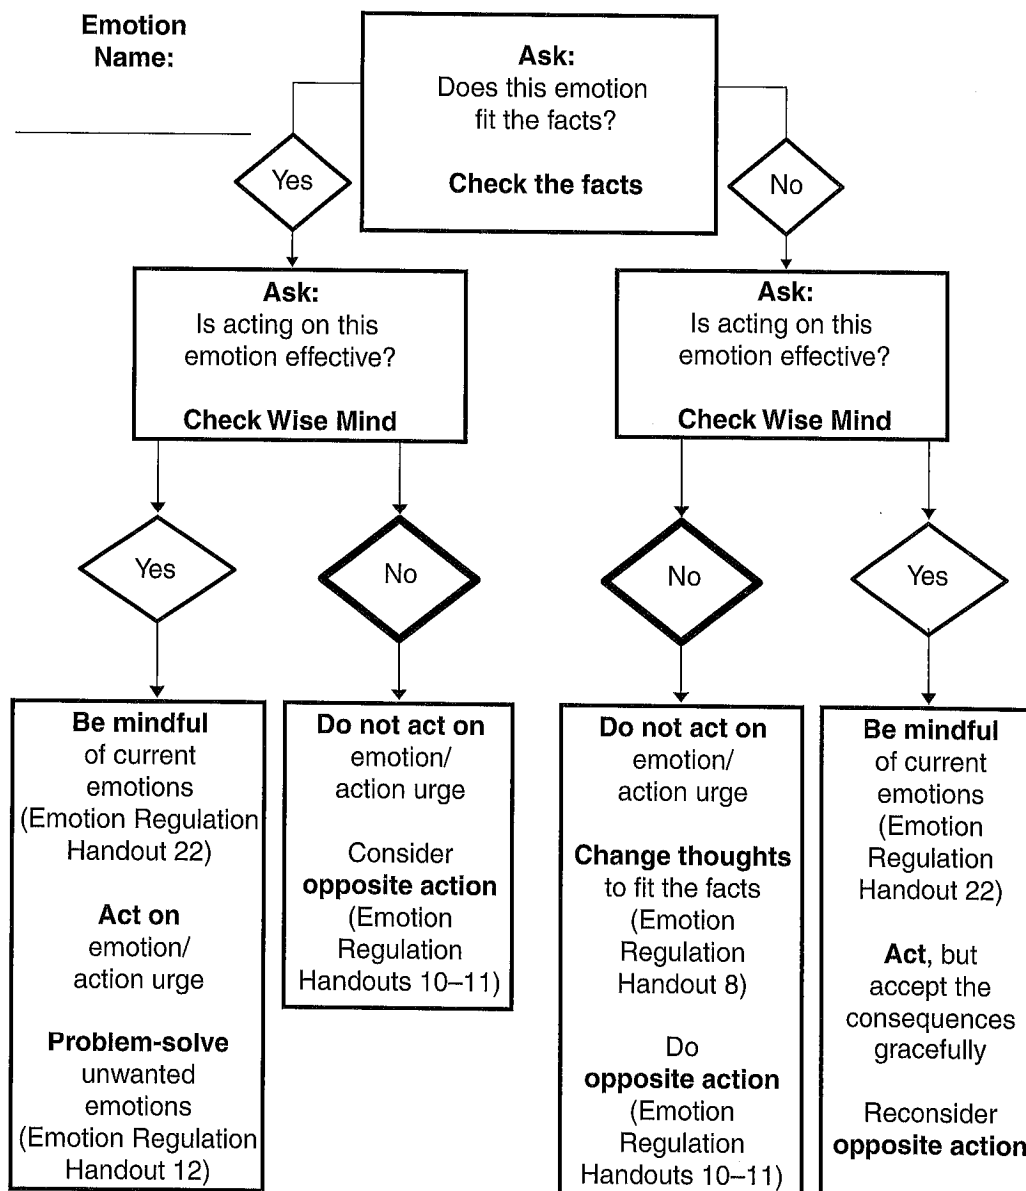 Emotion
Name:
Ask:
Does this emotion
fit the facts?
Check the facts
Yes
No
Ask:
Is acting on this
emotion effective?
Check Wise Mind
Ask:
Is acting on this
emotion effective?
Check Wise Mind
Yes
No
No
Yes
Be mindful
of current
emotions
(Emotion Regulation
Handout 22)
Act on
emotion/
action urge
Problem-solve
unwanted
emotions
(Emotion Regulation
Handout 12)
Do not act on
emotion/
action urge
Consider
opposite action
(Emotion
Regulation
Handouts 10–11)
Do not act on
emotion/
action urge
Change thoughts
to fit the facts
(Emotion
Regulation
Handout 8)
Do
opposite action
(Emotion
Regulation
Handouts 10–11)
Be mindful
of current
emotions
(Emotion
Regulation
Handout 22)
Act, but
accept the
consequences
gracefully
Reconsider
opposite action